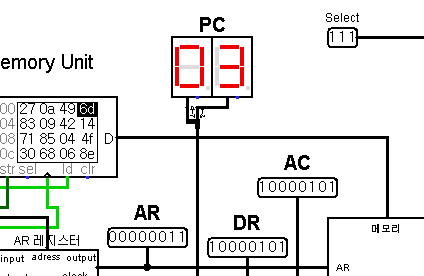 Select
PC
111
03
emory Unit
00 27 0a 49 6d
04 83 09 42 14
08 71 85 04 4f
0c 30 68 06 8e
D
str sel ld clr
AC
10000101
AR
00000011
DR
10000101
메모리
AR 레지스터
input adress output
clock
AR